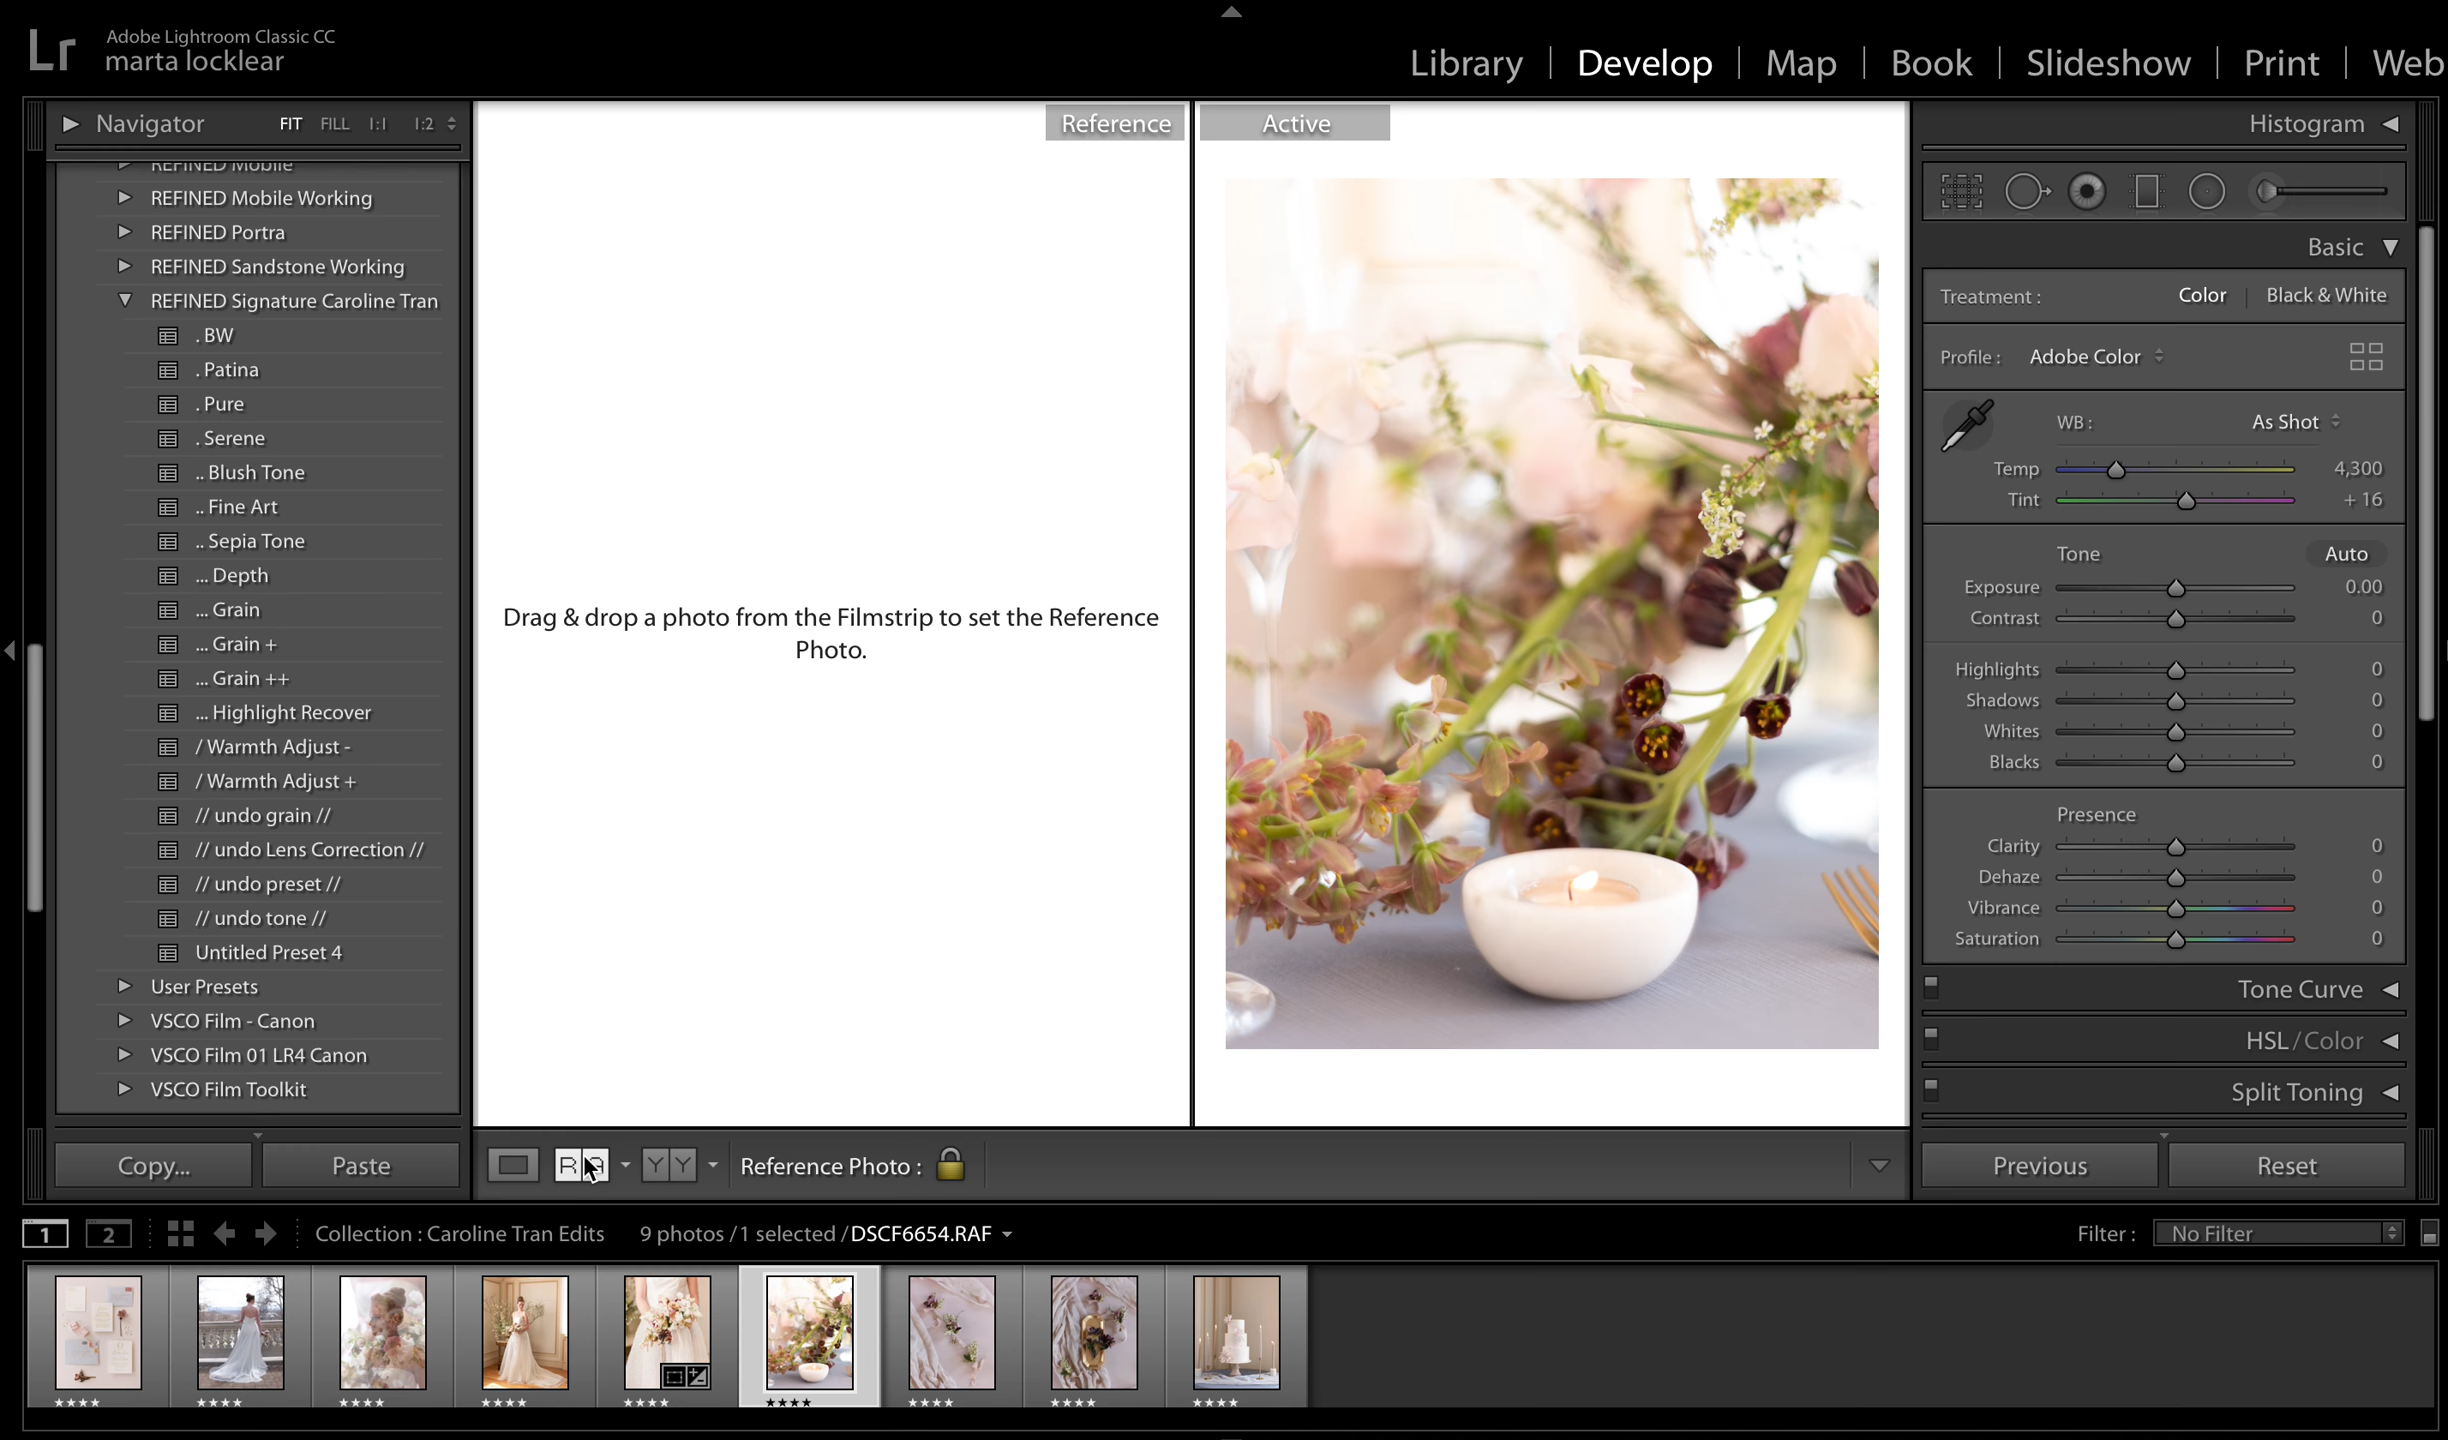 Lr
Adobe Lightroom Classic CC
marta locklear
Library | Develop | Map | Book | Slideshow | Print | Web
Navigator FIT FILL 1:1 1:2
REFINED Mobile
REFINED Mobile Working
REFINED Portra
REFINED Sandstone Working
REFINED Signature Caroline Tran
. BW
. Patina
. Pure
. Serene
.. Blush Tone
.. Fine Art
.. Sepia Tone
... Depth
... Grain
... Grain +
... Grain ++
... Highlight Recover
/ Warmth Adjust -
/ Warmth Adjust +
// undo grain //
// undo Lens Correction //
// undo preset //
// undo tone //
Untitled Preset 4
User Presets
VSCO Film - Canon
VSCO Film 01 LR4 Canon
VSCO Film Toolkit
Copy... Paste
Reference Active
Drag & drop a photo from the Filmstrip to set the Reference
Photo.
Y Y Reference Photo :
Histogram
Basic
Treatment : Color | Black & White
Profile : Adobe Color
WB : As Shot
Temp 4,300
Tint + 16
Tone Auto
Exposure 0.00
Contrast 0
Highlights 0
Shadows 0
Whites 0
Blacks 0
Presence
Clarity 0
Dehaze 0
Vibrance 0
Saturation 0
Tone Curve
HSL / Color
Split Toning
Previous Reset
1 2 Collection : Caroline Tran Edits 9 photos / 1 selected / DSCF6654.RAF Filter : No Filter